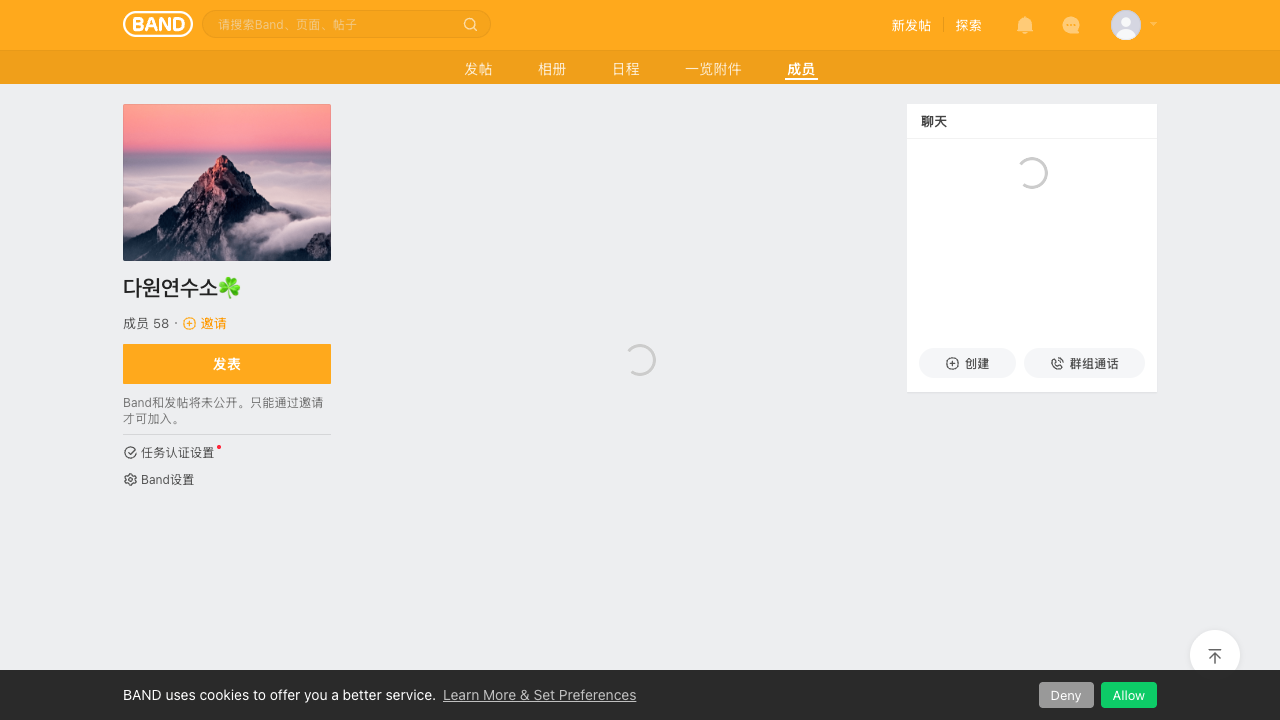 BAND
请搜索Band、页面、帖子
新发帖
探索
发帖
相册
日程
一览附件
成员
다원연수소☘️
成员 58 · 邀请
发表
Band和发帖将未公开。只能通过邀请
才可加入。
任务认证设置
Band设置
聊天
创建
群组通话
BAND uses cookies to offer you a better service. Learn More & Set Preferences
Deny
Allow